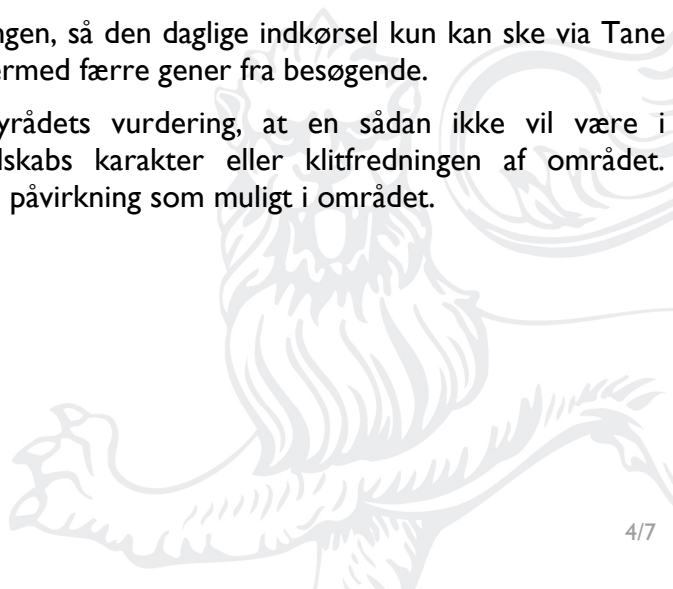 ngen, så den daglige indkørsel kun kan ske via Tane
ermed færre gener fra besøgende.
yrådets vurdering, at en sådan ikke vil være i
lskabs karakter eller klitfredningen af området.
påvirkning som muligt i området.
4/7